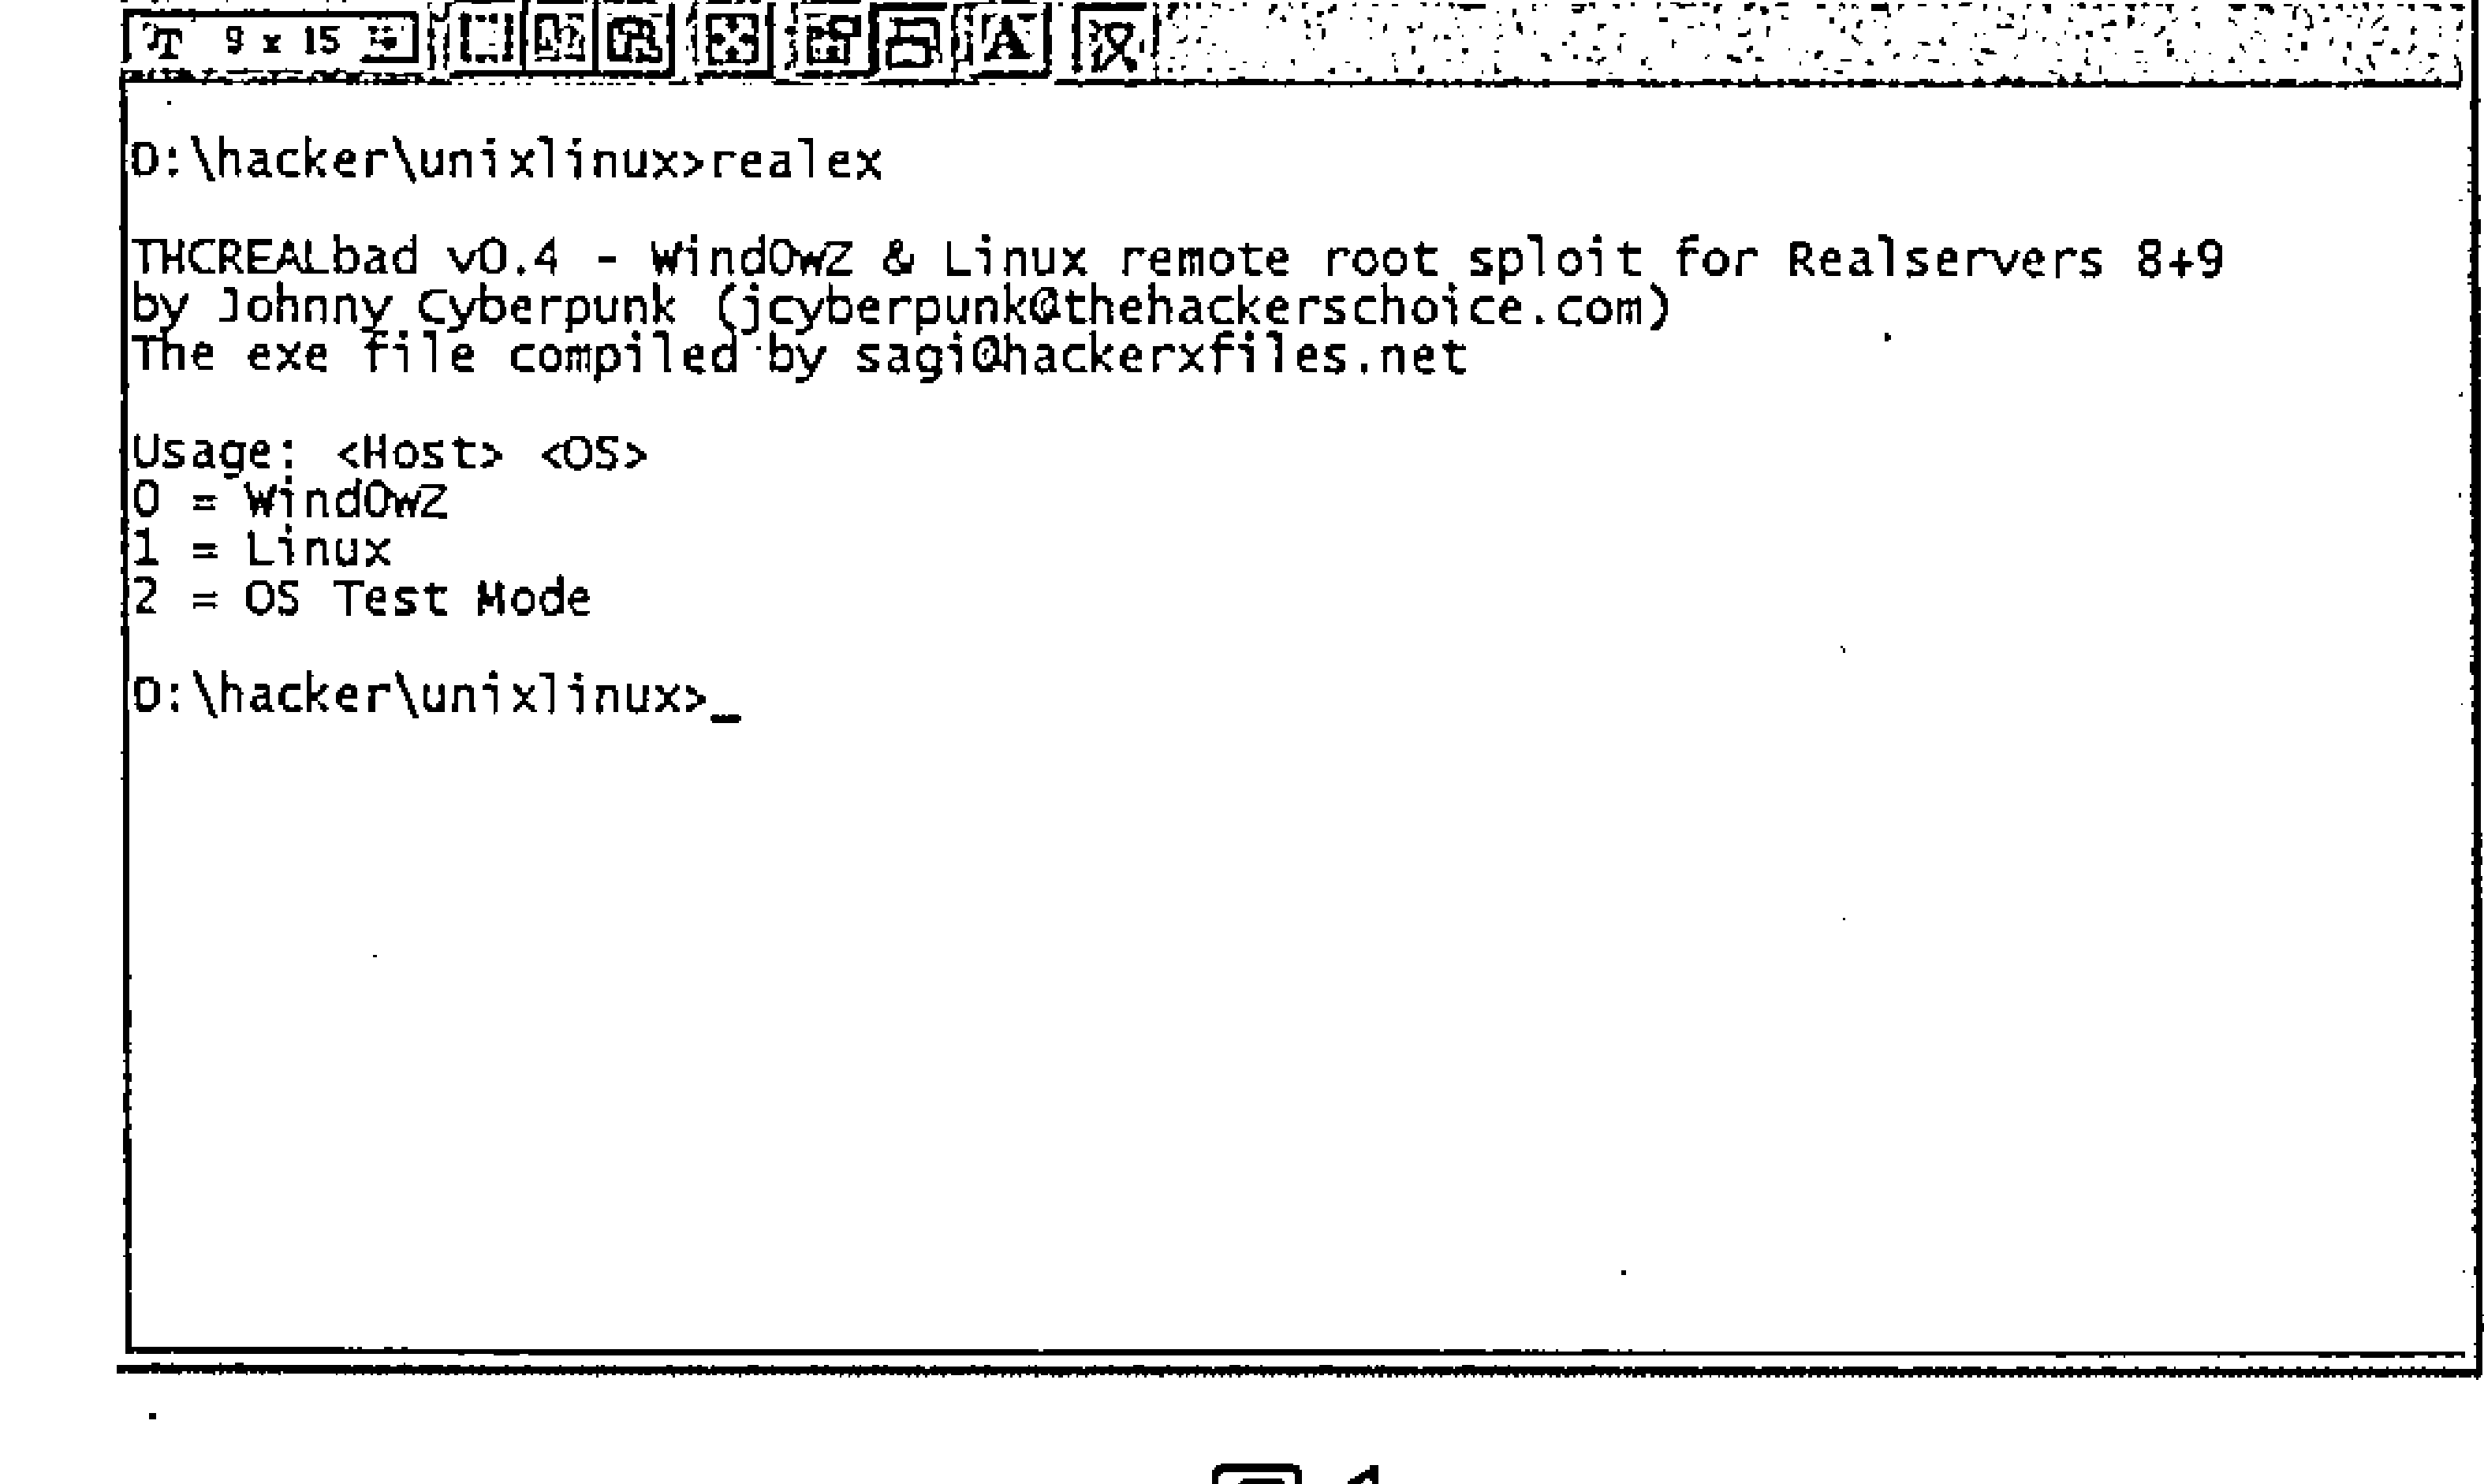 9 x 15 A 汉
D:\hacker\unixlinux>realex
THCREALbad v0.4 - Wind0wZ & Linux remote root sploit for Realservers 8+9
by Johnny Cyberpunk (jcyberpunk@thehackerschoice.com)
The exe file compiled by sagi@hackerxfiles.net
Usage: <Host> <OS>
0 = Wind0wZ
1 = Linux
2 = OS Test Mode
D:\hacker\unixlinux>_